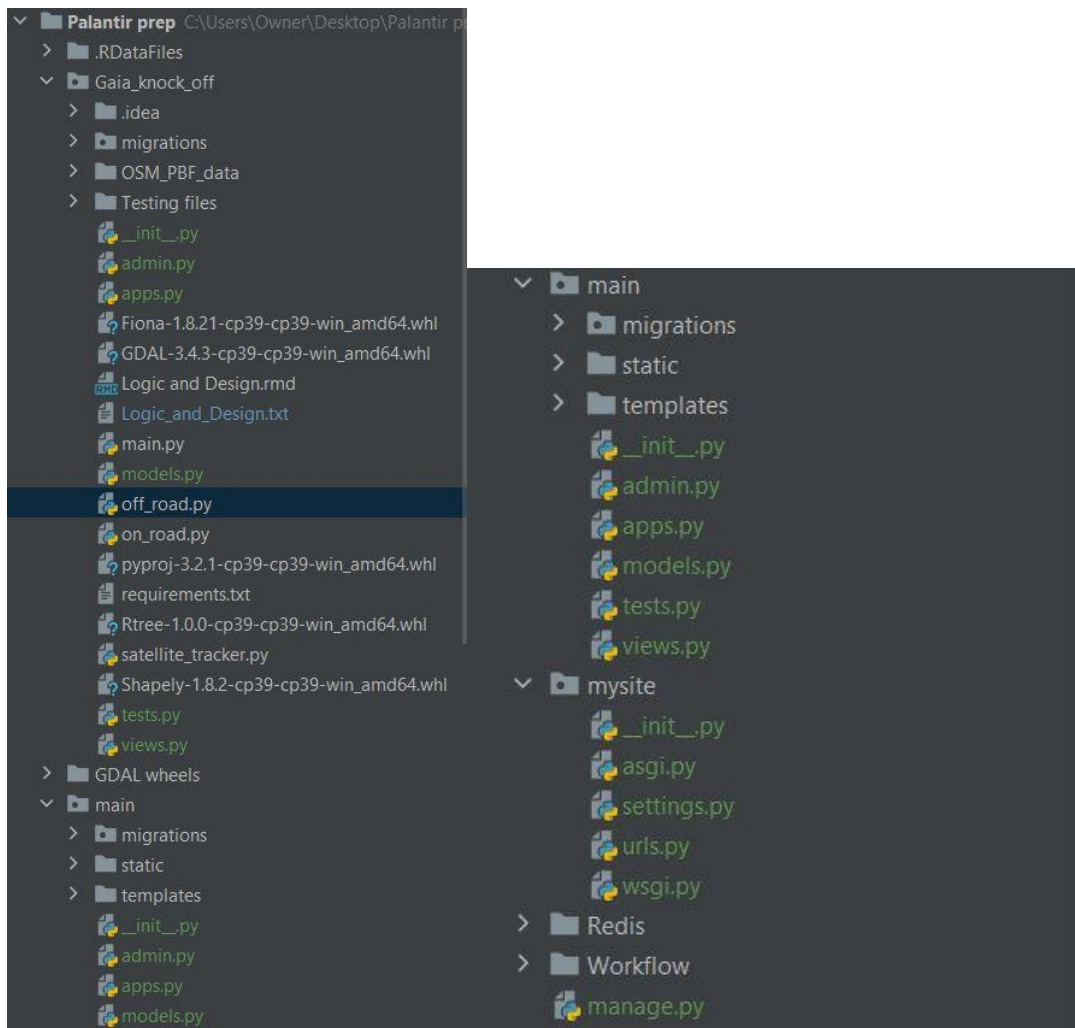 Palantir prep C:\Users\Owner\Desktop\Palantir
.RDataFiles
Gaia_knock_off
.idea
migrations
OSM_PBF_data
Testing files
__init__.py
admin.py
apps.py
Fiona-1.8.21-cp39-cp39-win_amd64.whl
GDAL-3.4.3-cp39-cp39-win_amd64.whl
RMD Logic and Design.rmd
Logic_and_Design.txt
main.py
models.py
off_road.py
on_road.py
pyproj-3.2.1-cp39-cp39-win_amd64.whl
requirements.txt
Rtree-1.0.0-cp39-cp39-win_amd64.whl
satellite_tracker.py
Shapely-1.8.2-cp39-cp39-win_amd64.whl
tests.py
views.py
GDAL wheels
main
migrations
static
templates
__init__.py
admin.py
apps.py
models.py
main
migrations
static
templates
__init__.py
admin.py
apps.py
models.py
tests.py
views.py
mysite
__init__.py
asgi.py
settings.py
urls.py
wsgi.py
Redis
Workflow
manage.py